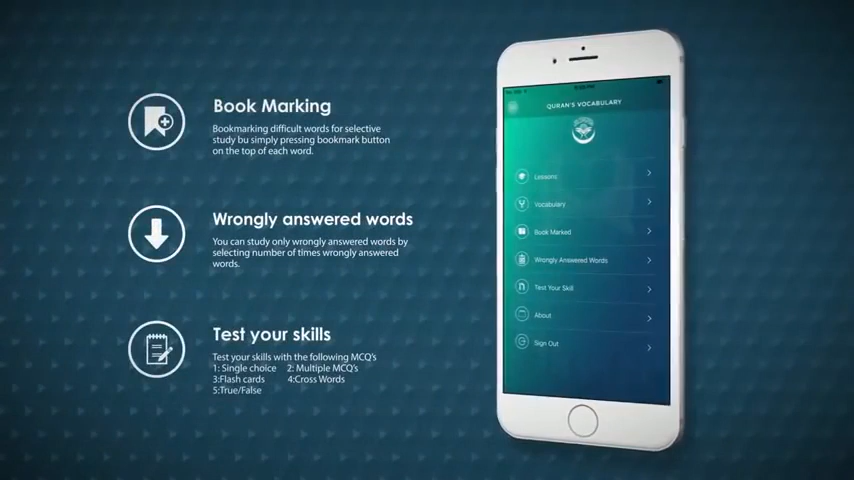 Book Marking
Bookmarking difficult words for selective
study bu simply pressing bookmark button
on the top of each word.
Wrongly answered words
You can study only wrongly answered words by
selecting number of times wrongly answered
words.
Test your skills
Test your skills with the following MCQ's
1: Single choice 2: Multiple MCQ's
3:Flash cards 4:Cross Words
5:True/False
QURAN'S VOCABULARY
Lessons
Vocabulary
Book Marked
Wrongly Answered Words
Test Your Skill
About
Sign Out